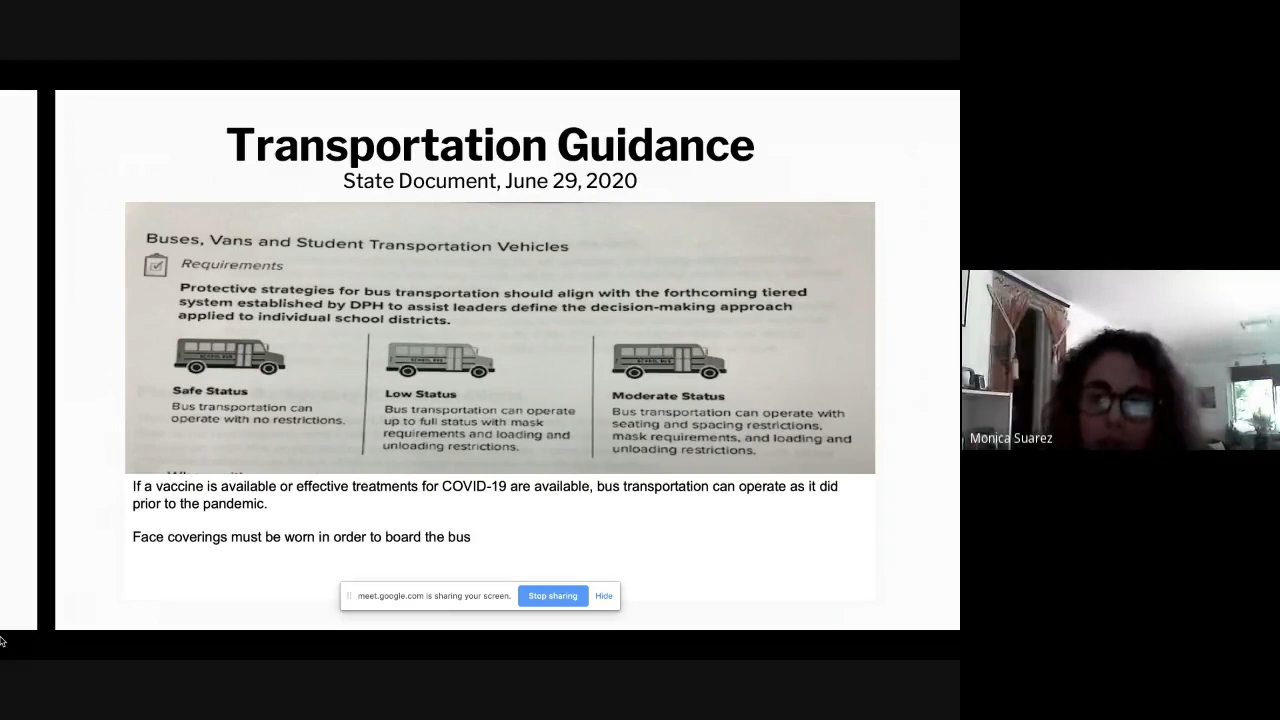 Transportation Guidance
State Document, June 29, 2020
Buses, Vans and Student Transportation Vehicles
Requirements
Protective strategies for bus transportation should align with the forthcoming tiered
system established by DPH to assist leaders define the decision-making approach
applied to individual school districts.
SCHOOL BUS
SCHOOL BUS
SCHOOL BUS
Safe Status
Bus transportation can
operate with no restrictions.
Low Status
Bus transportation can operate
up to full status with mask
requirements and loading and
unloading restrictions.
Moderate Status
Bus transportation can operate with
seating and spacing restrictions,
mask requirements, and loading and
unloading restrictions.
If a vaccine is available or effective treatments for COVID-19 are available, bus transportation can operate as it did
prior to the pandemic.
Face coverings must be worn in order to board the bus
meet.google.com is sharing your screen. Stop sharing Hide
Monica Suarez